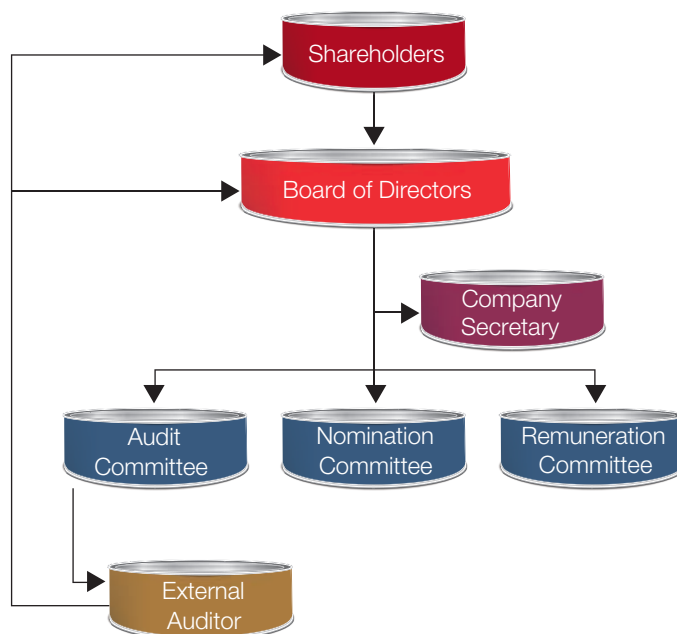 Shareholders
Board of Directors
Company
Secretary
Audit
Committee
Nomination
Committee
Remuneration
Committee
External
Auditor